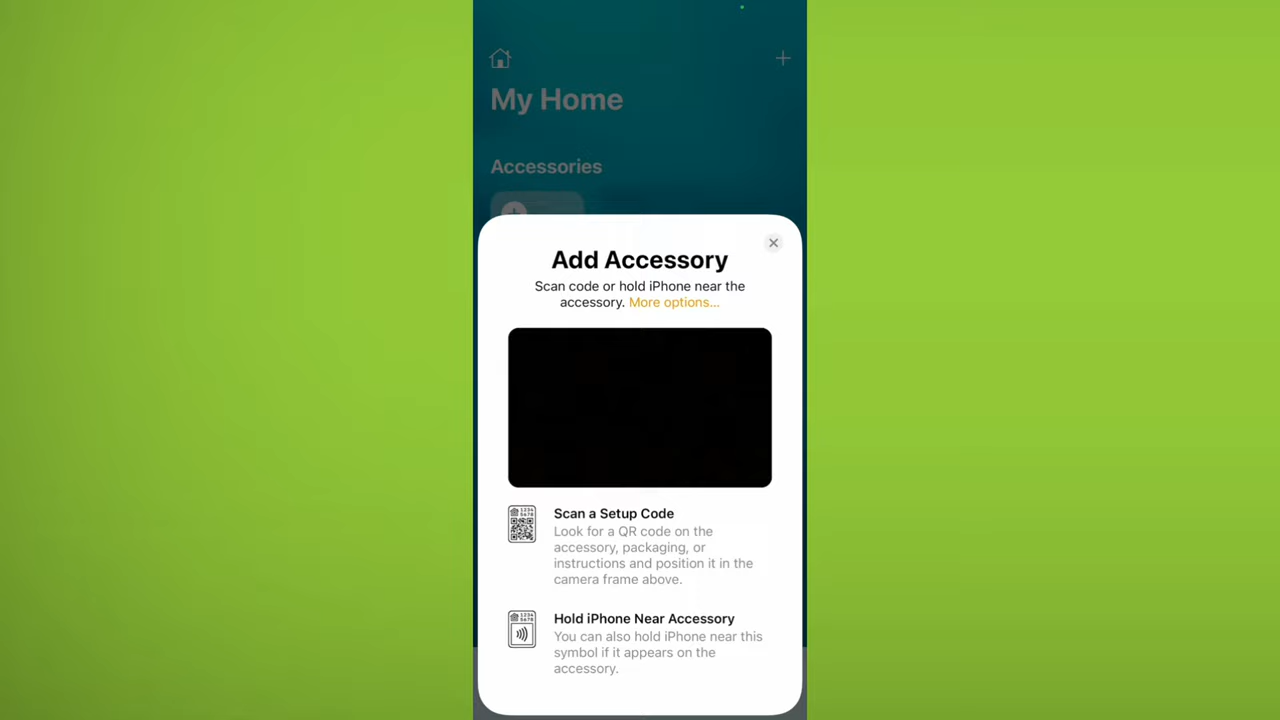 My Home
Accessories
Add Accessory
Scan code or hold iPhone near the
accessory. More options...
Scan a Setup Code
Look for a QR code on the
accessory, packaging, or
instructions and position it in the
camera frame above.
Hold iPhone Near Accessory
You can also hold iPhone near this
symbol if it appears on the
accessory.